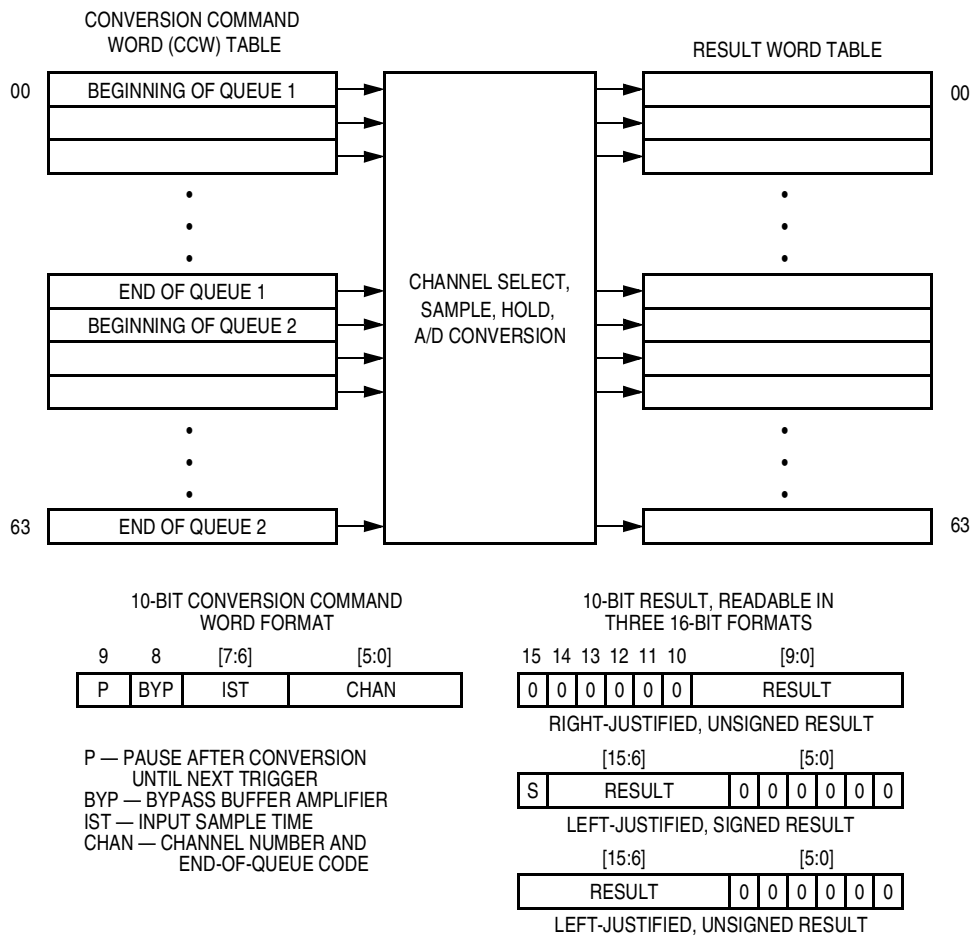 CONVERSION COMMAND
WORD (CCW) TABLE
RESULT WORD TABLE
00
BEGINNING OF QUEUE 1
00
END OF QUEUE 1
BEGINNING OF QUEUE 2
CHANNEL SELECT,
SAMPLE, HOLD,
A/D CONVERSION
63
END OF QUEUE 2
63
10-BIT CONVERSION COMMAND
WORD FORMAT
9 8 [7:6] [5:0]
P BYP IST CHAN
P — PAUSE AFTER CONVERSION
UNTIL NEXT TRIGGER
BYP — BYPASS BUFFER AMPLIFIER
IST — INPUT SAMPLE TIME
CHAN — CHANNEL NUMBER AND
END-OF-QUEUE CODE
10-BIT RESULT, READABLE IN
THREE 16-BIT FORMATS
15 14 13 12 11 10 [9:0]
0 0 0 0 0 0 RESULT
RIGHT-JUSTIFIED, UNSIGNED RESULT
[15:6] [5:0]
S RESULT 0 0 0 0 0 0
LEFT-JUSTIFIED, SIGNED RESULT
[15:6] [5:0]
RESULT 0 0 0 0 0 0
LEFT-JUSTIFIED, UNSIGNED RESULT